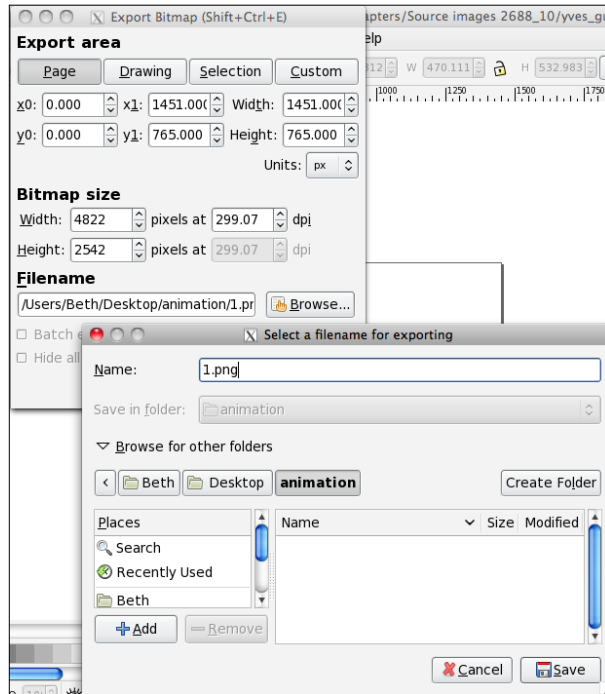 Export Bitmap (Shift+Ctrl+E)
apters/Source images 2688_10/yves_gu
Export area
elp
Page Drawing Selection Custom
W 470.111 H 532.983
x0: 0.000 x1: 1451.00 Width: 1451.00
1000 1250 1500 1750
y0: 0.000 y1: 765.000 Height: 765.000
Units: px
Bitmap size
Width: 4822 pixels at 299.07 dpi
Height: 2542 pixels at 299.07 dpi
Filename
/Users/Beth/Desktop/animation/1.pr Browse...
Batch e
Hide all
Select a filename for exporting
Name: 1.png
Save in folder: animation
Browse for other folders
< Beth Desktop animation Create Folder
Places Name Size Modified
Search
Recently Used
Beth
Add Remove
Cancel Save